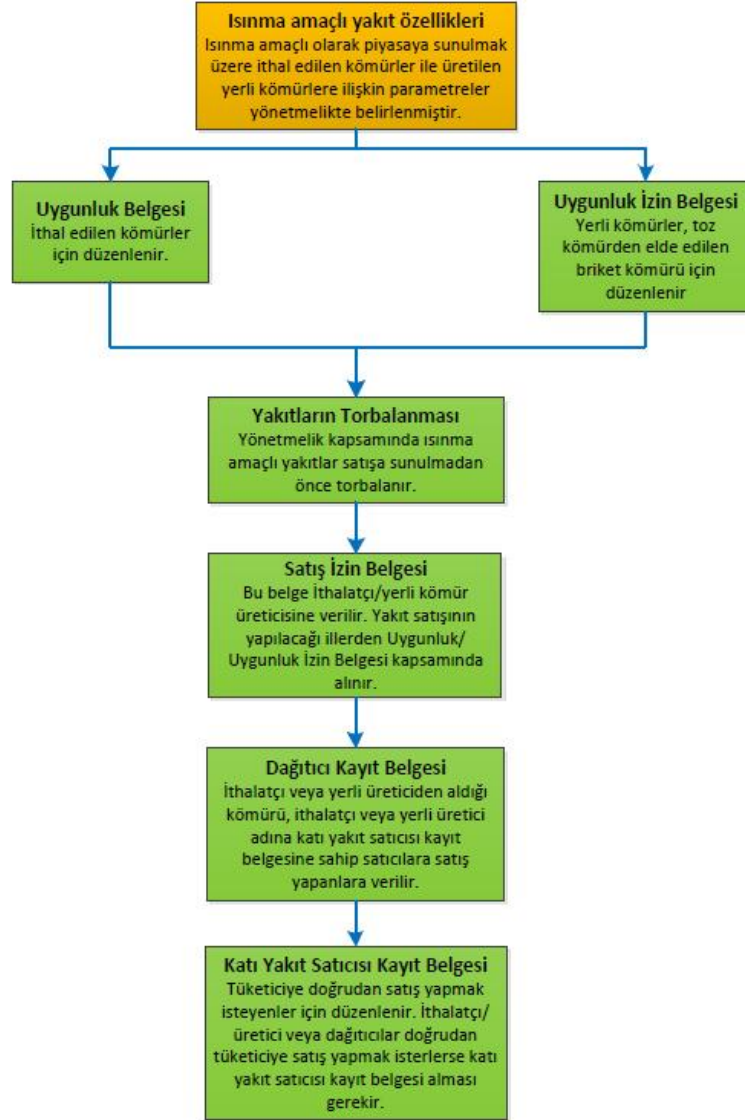 Isınma amaçlı yakıt özellikleri
Isınma amaçlı olarak piyasaya sunulmak
üzere ithal edilen kömürler ile üretilen
yerli kömürlere ilişkin parametreler
yönetmelikte belirlenmiştir.
Uygunluk Belgesi
İthal edilen kömürler
için düzenlenir.
Uygunluk İzin Belgesi
Yerli kömürler, toz
kömürden elde edilen
briket kömürü için
düzenlenir
Yakıtların Torbalanması
Yönetmelik kapsamında ısınma
amaçlı yakıtlar satışa sunulmadan
önce torbalanır.
Satış İzin Belgesi
Bu belge İthalatçı/yerli kömür
üreticisine verilir. Yakıt satışının
yapılacağı illerden Uygunluk/
Uygunluk İzin Belgesi kapsamında
alınır.
Dağıtıcı Kayıt Belgesi
İthalatçı veya yerli üreticiden aldığı
kömürü, ithalatçı veya yerli üretici
adına katı yakıt satıcısı kayıt
belgesine sahip satıcılara satış
yapanlara verilir.
Katı Yakıt Satıcısı Kayıt Belgesi
Tüketiciye doğrudan satış yapmak
isteyenler için düzenlenir. İthalatçı/
üretici veya dağıtıcılar doğrudan
tüketiciye satış yapmak isterlerse katı
yakıt satıcısı kayıt belgesi alması
gerekir.